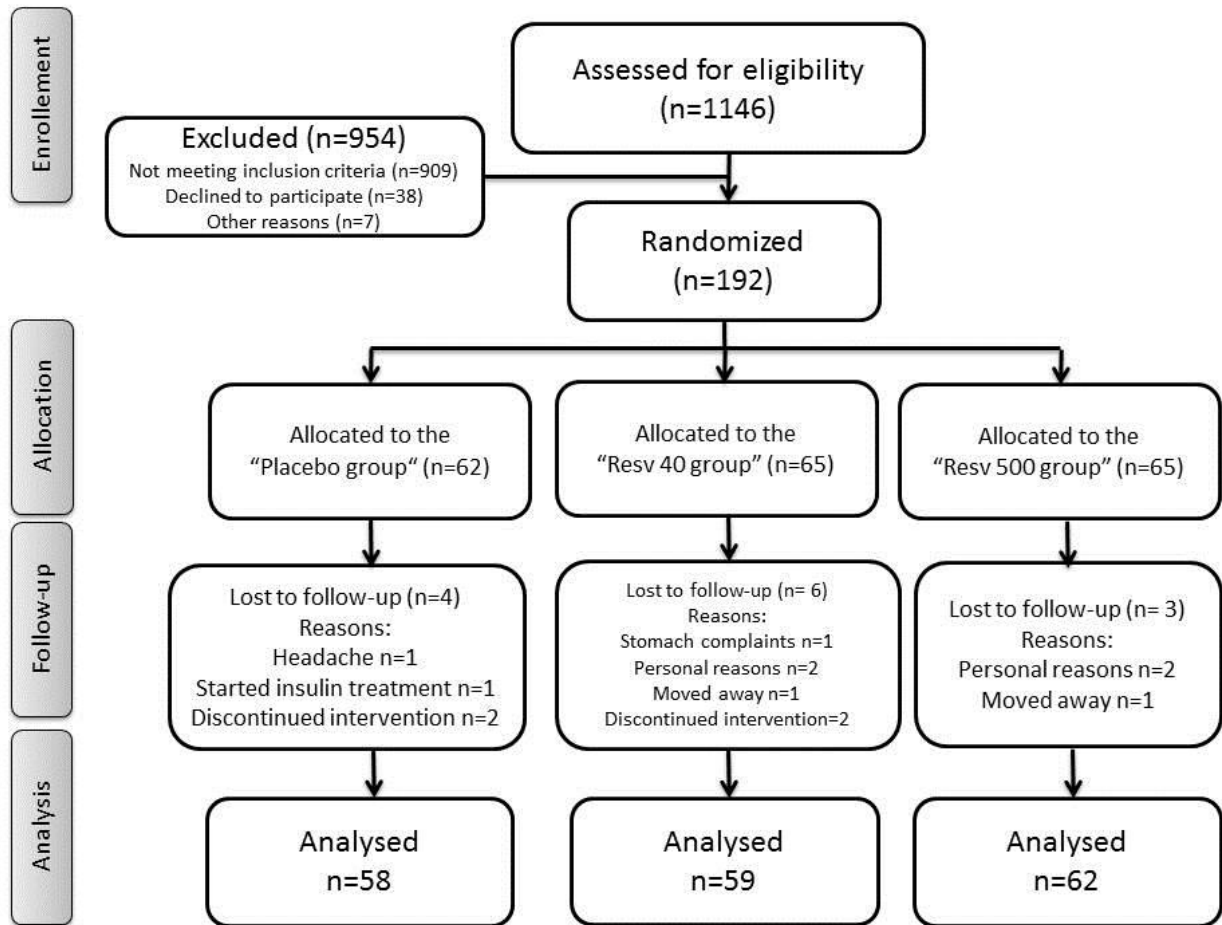 Enrollement
Assessed for eligibility
(n=1146)
Excluded (n=954)
Not meeting inclusion criteria (n=909)
Declined to participate (n=38)
Other reasons (n=7)
Randomized
(n=192)
Allocation
Allocated to the
“Placebo group“ (n=62)
Allocated to the
“Resv 40 group” (n=65)
Allocated to the
“Resv 500 group” (n=65)
Follow-up
Lost to follow-up (n=4)
Reasons:
Headache n=1
Started insulin treatment n=1
Discontinued intervention n=2
Lost to follow-up (n= 6)
Reasons:
Stomach complaints n=1
Personal reasons n=2
Moved away n=1
Discontinued intervention=2
Lost to follow-up (n= 3)
Reasons:
Personal reasons n=2
Moved away n=1
Analysis
Analysed
n=58
Analysed
n=59
Analysed
n=62